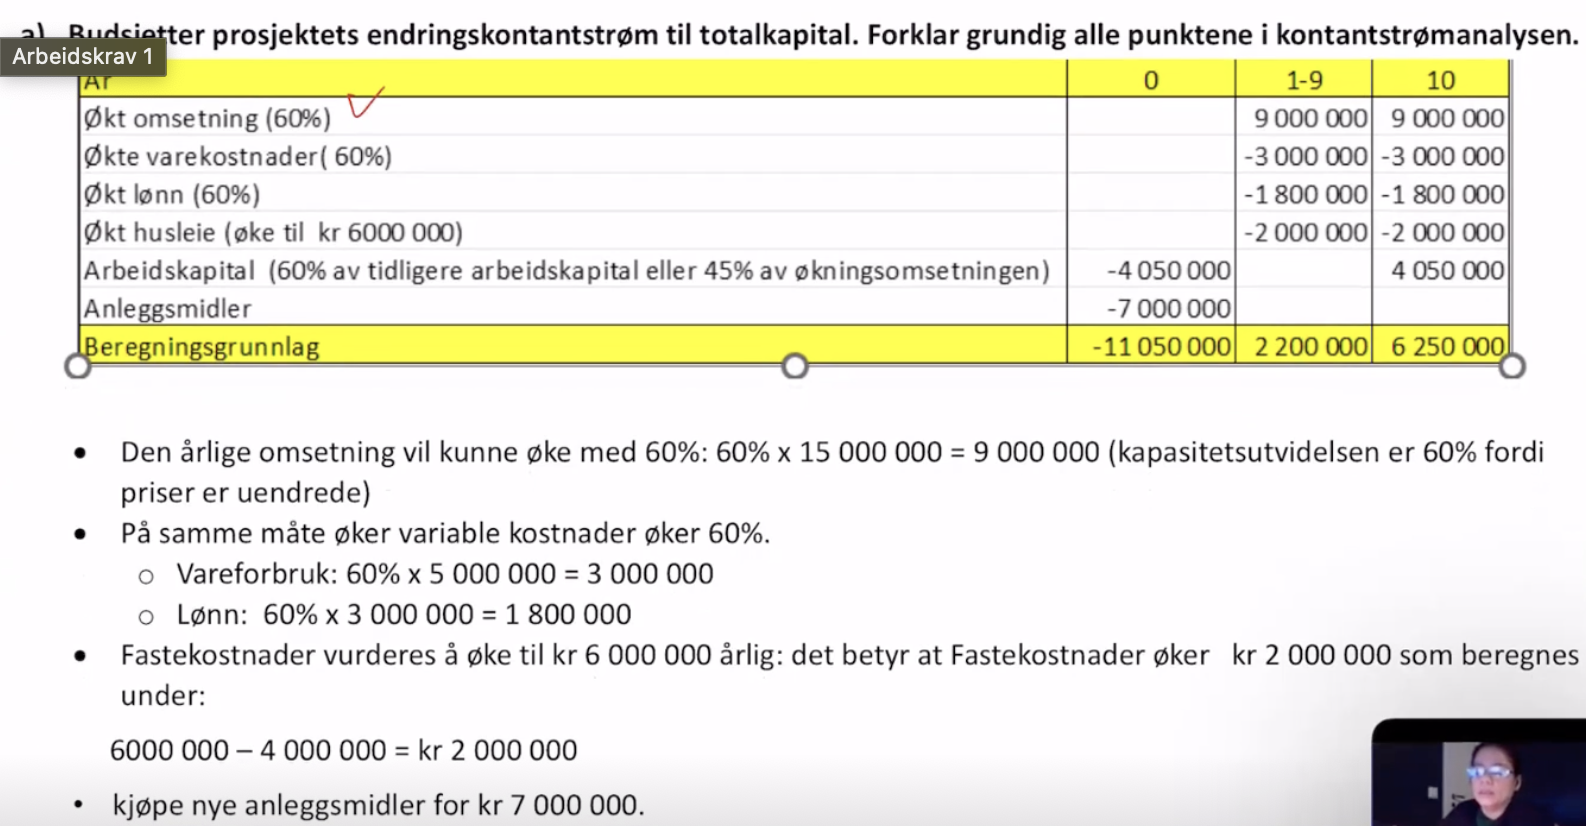 a) Budsjetter prosjektets endringskontantstrøm til totalkapital. Forklar grundig alle punktene i kontantstrømanalysen.
Arbeidskrav 1
År 0 1-9 10
Økt omsetning (60%) 9 000 000 9 000 000
Økte varekostnader( 60%) -3 000 000 -3 000 000
Økt lønn (60%) -1 800 000 -1 800 000
Økt husleie (øke til kr 6000 000) -2 000 000 -2 000 000
Arbeidskapital (60% av tidligere arbeidskapital eller 45% av økningsomsetningen) -4 050 000 4 050 000
Anleggsmidler -7 000 000
Beregningsgrunnlag -11 050 000 2 200 000 6 250 000
• Den årlige omsetning vil kunne øke med 60%: 60% x 15 000 000 = 9 000 000 (kapasitetsutvidelsen er 60% fordi
priser er uendrede)
• På samme måte øker variable kostnader øker 60%.
o Vareforbruk: 60% x 5 000 000 = 3 000 000
o Lønn: 60% x 3 000 000 = 1 800 000
• Fastekostnader vurderes å øke til kr 6 000 000 årlig: det betyr at Fastekostnader øker kr 2 000 000 som beregnes
under:
6000 000 – 4 000 000 = kr 2 000 000
• kjøpe nye anleggsmidler for kr 7 000 000.